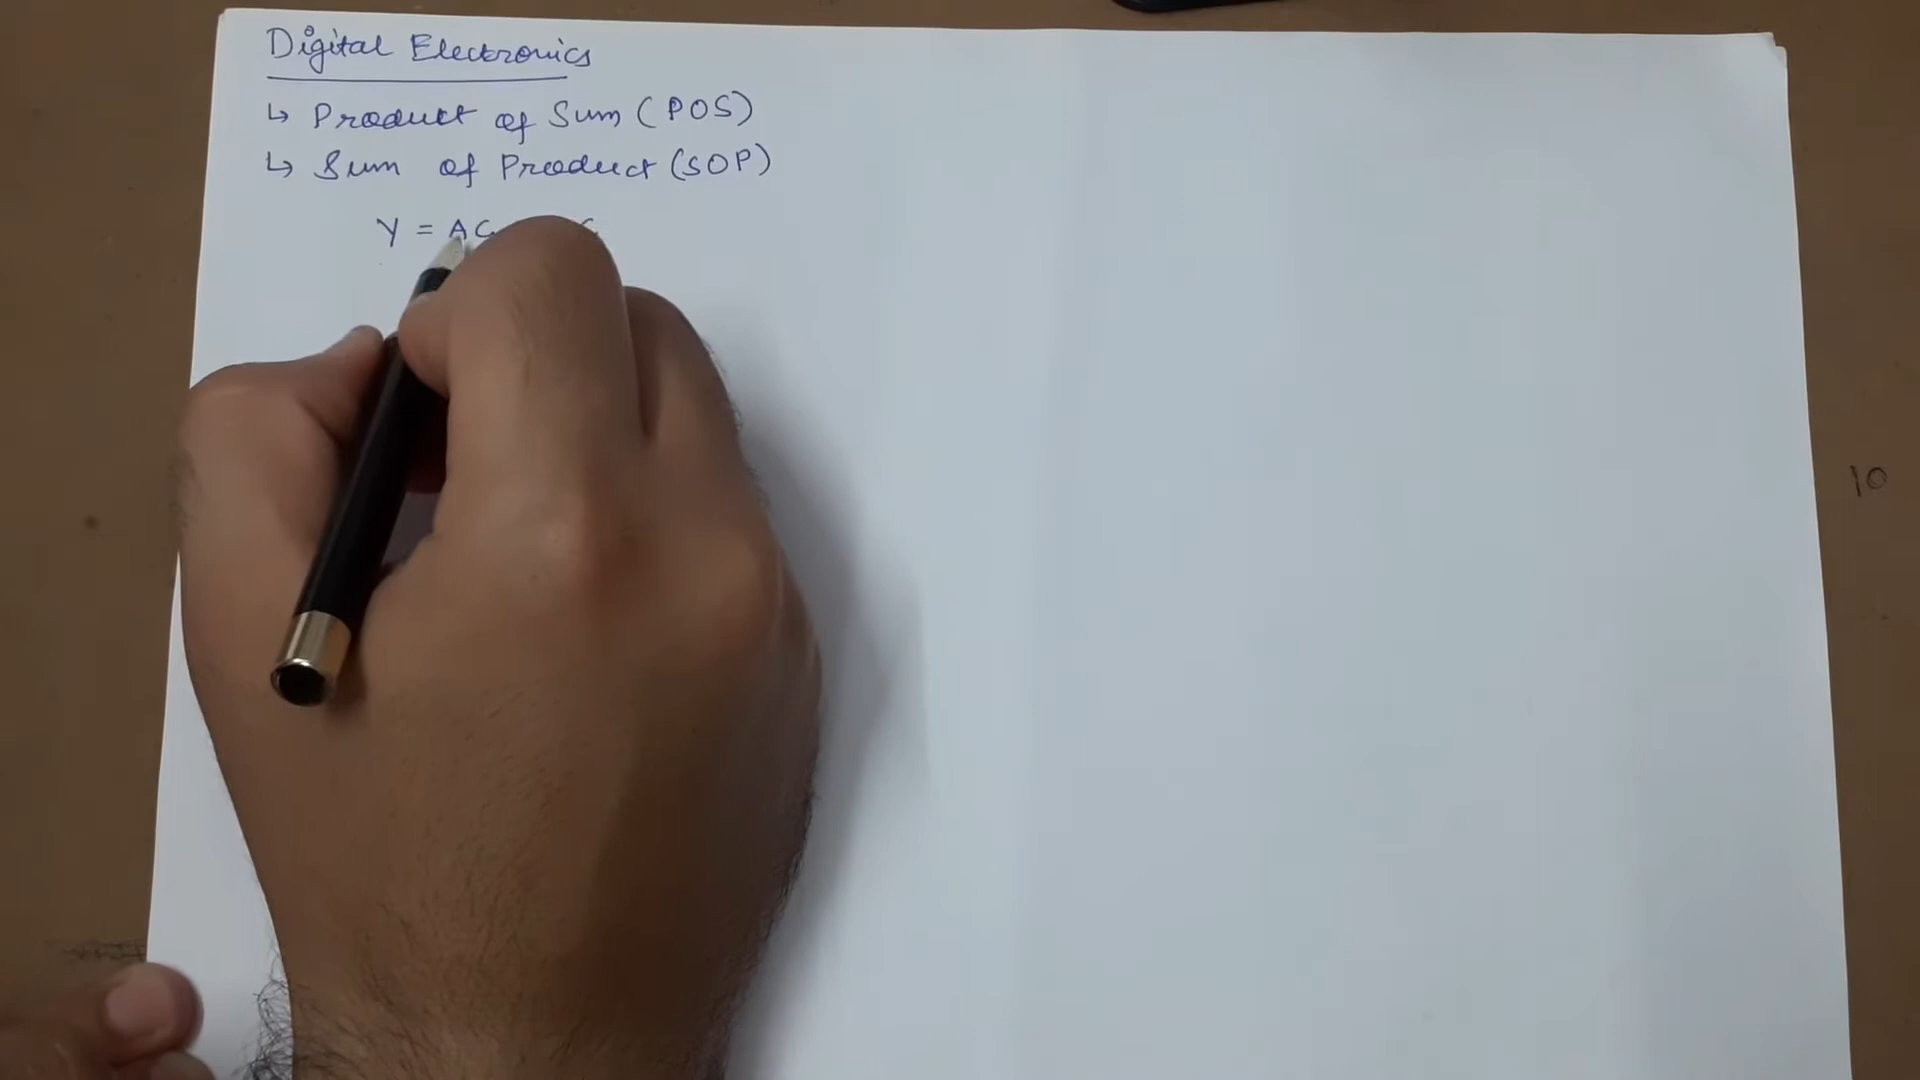 Digital Electronics
↳ Product of Sum (POS)
↳ Sum of Product (SOP)
Y = AC
10